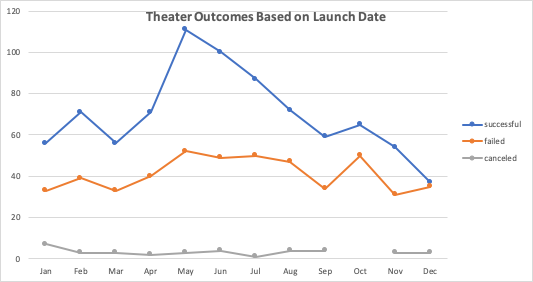 Theater Outcomes Based on Launch Date
120
100
80
60
40
20
0
Jan Feb Mar Apr May Jun Jul Aug Sep Oct Nov Dec
successful
failed
canceled